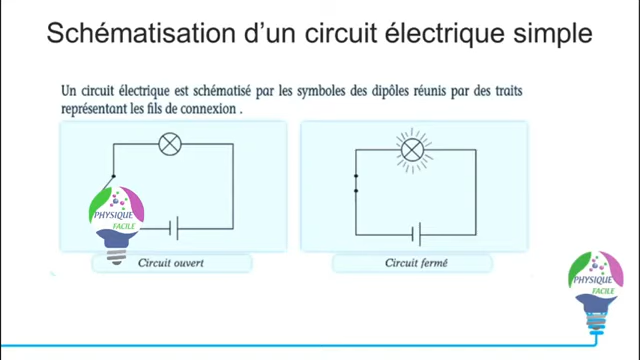 Schématisation d'un circuit électrique simple
Un circuit électrique est schématisé par les symboles des dipôles réunis par des traits
représentant les fils de connexion .
PHYSIQUE
FACILE
Circuit ouvert
Circuit fermé
PHYSIQUE
FACILE